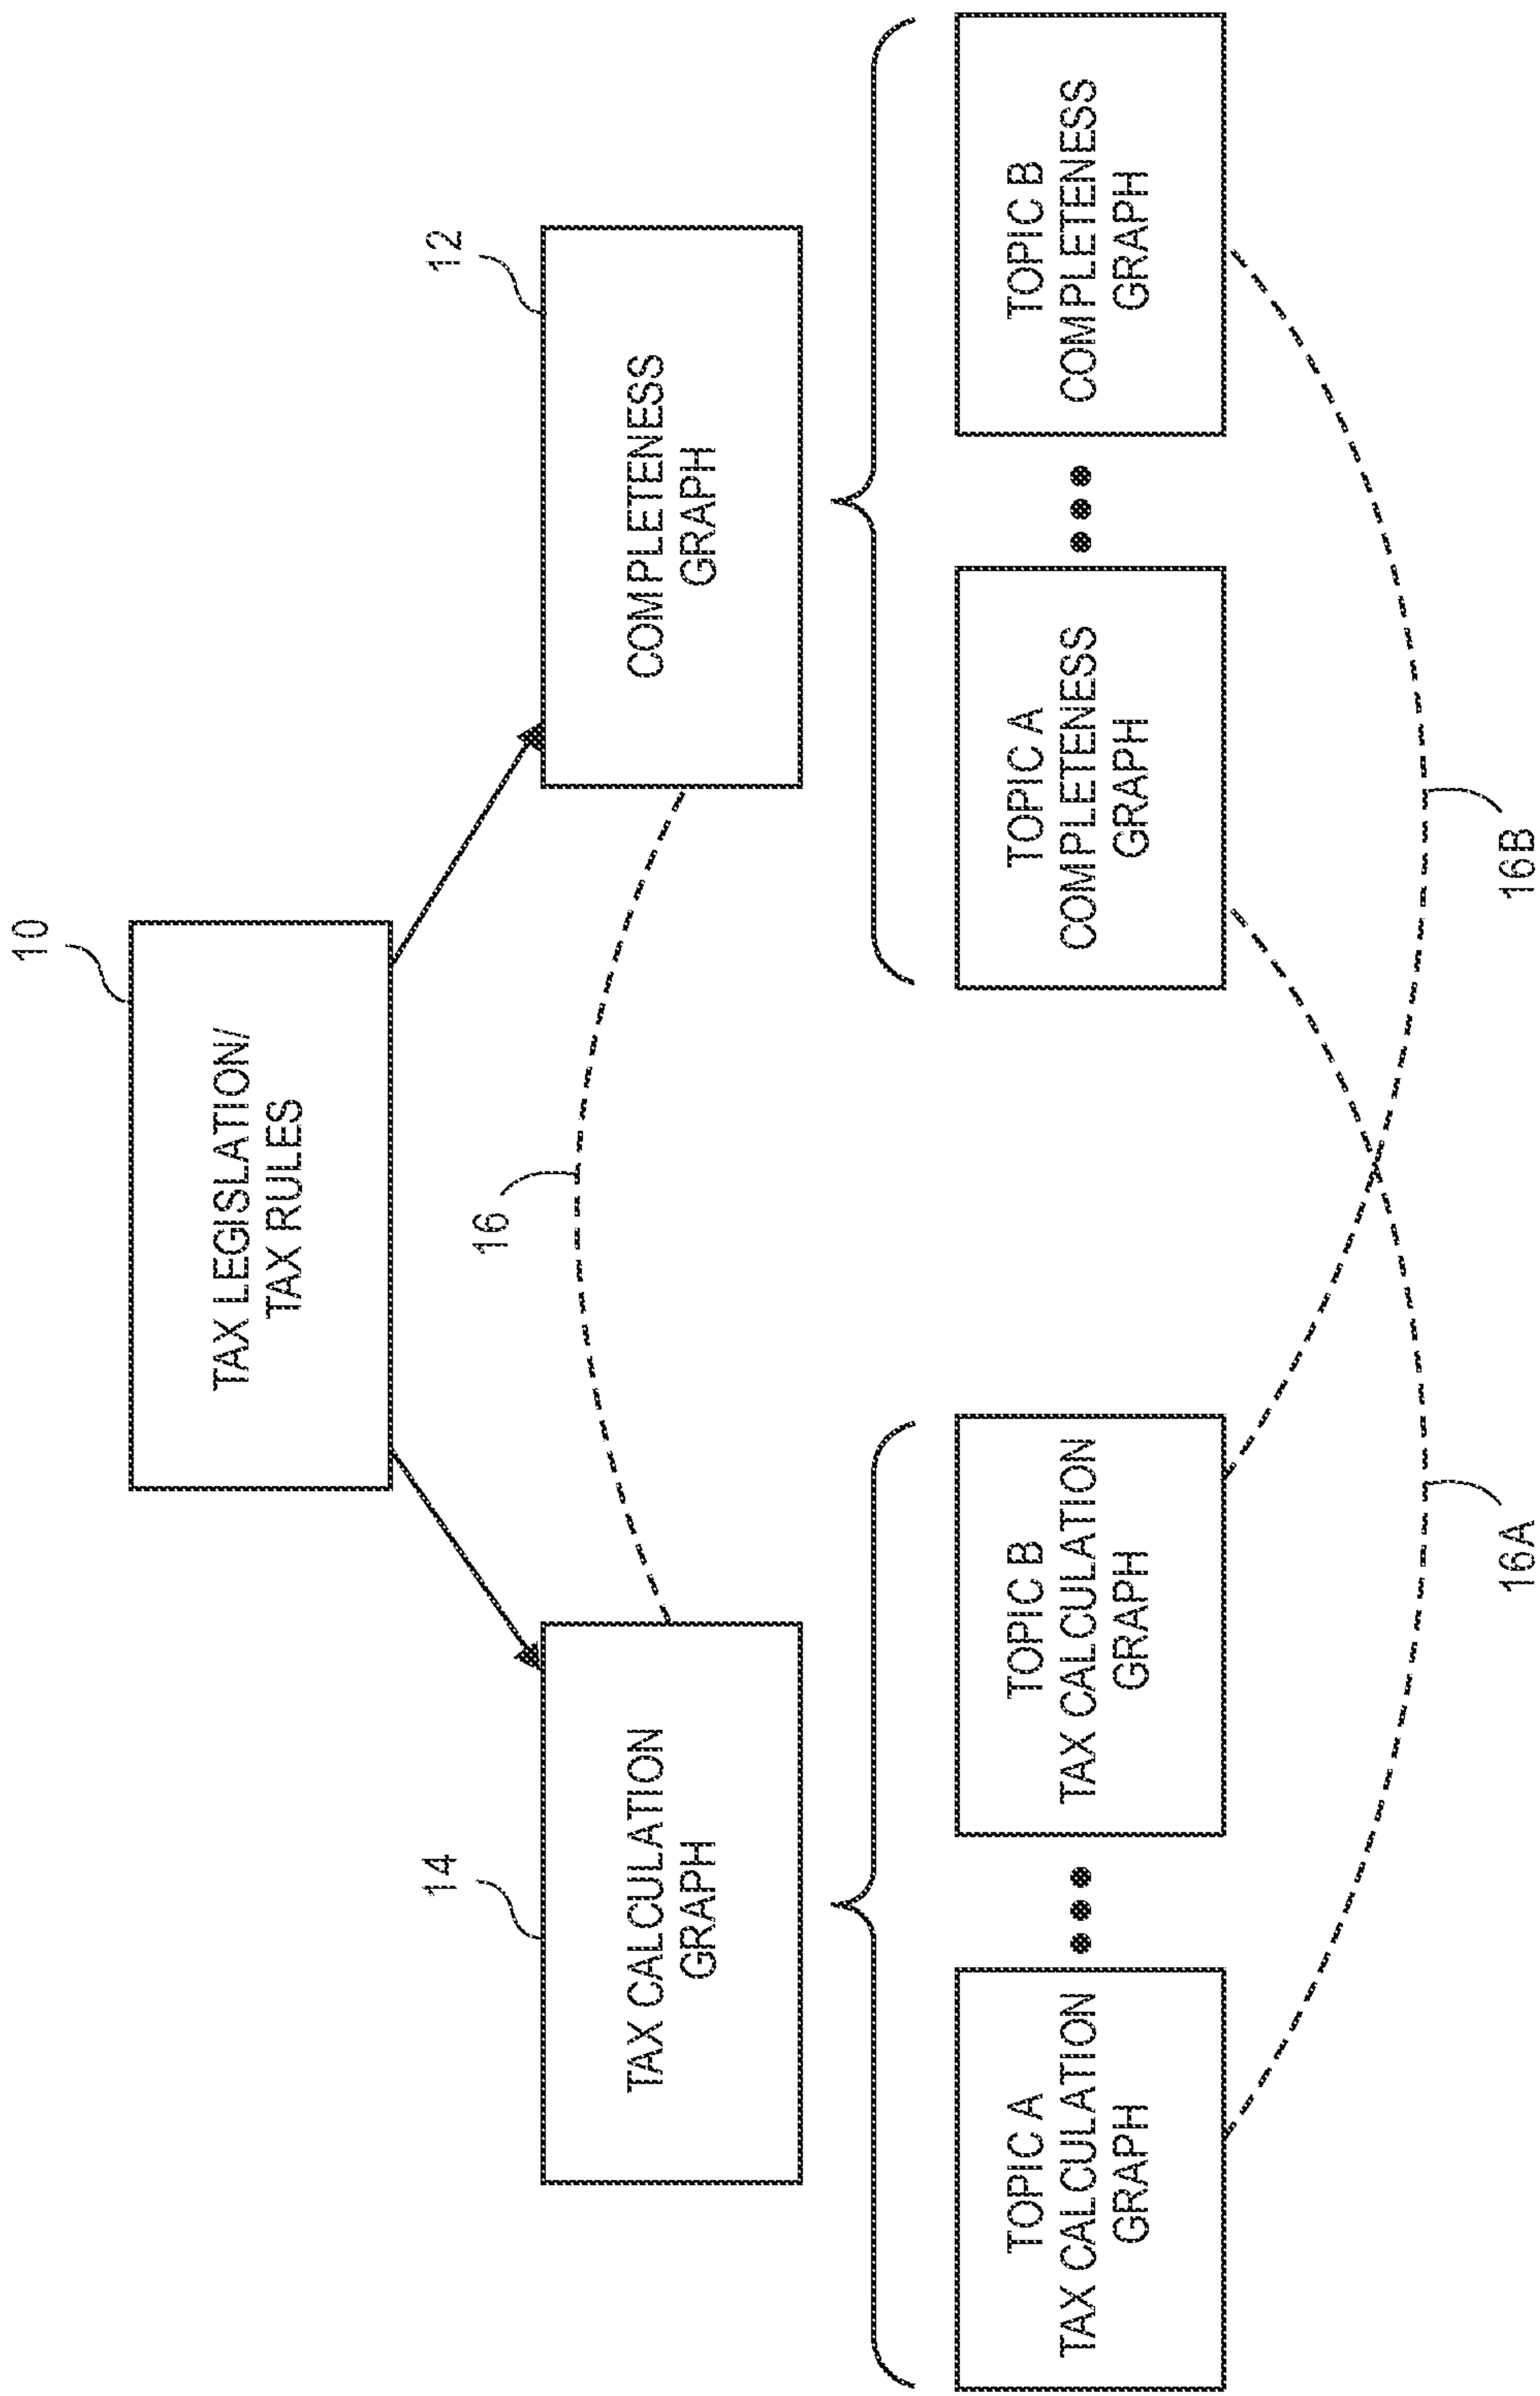 10
TAX LEGISLATION/
TAX RULES
14
TAX CALCULATION
GRAPH
16
12
COMPLETENESS
GRAPH
TOPIC A
TAX CALCULATION
GRAPH
TOPIC B
TAX CALCULATION
GRAPH
TOPIC A
COMPLETENESS
GRAPH
TOPIC B
COMPLETENESS
GRAPH
16A
16B